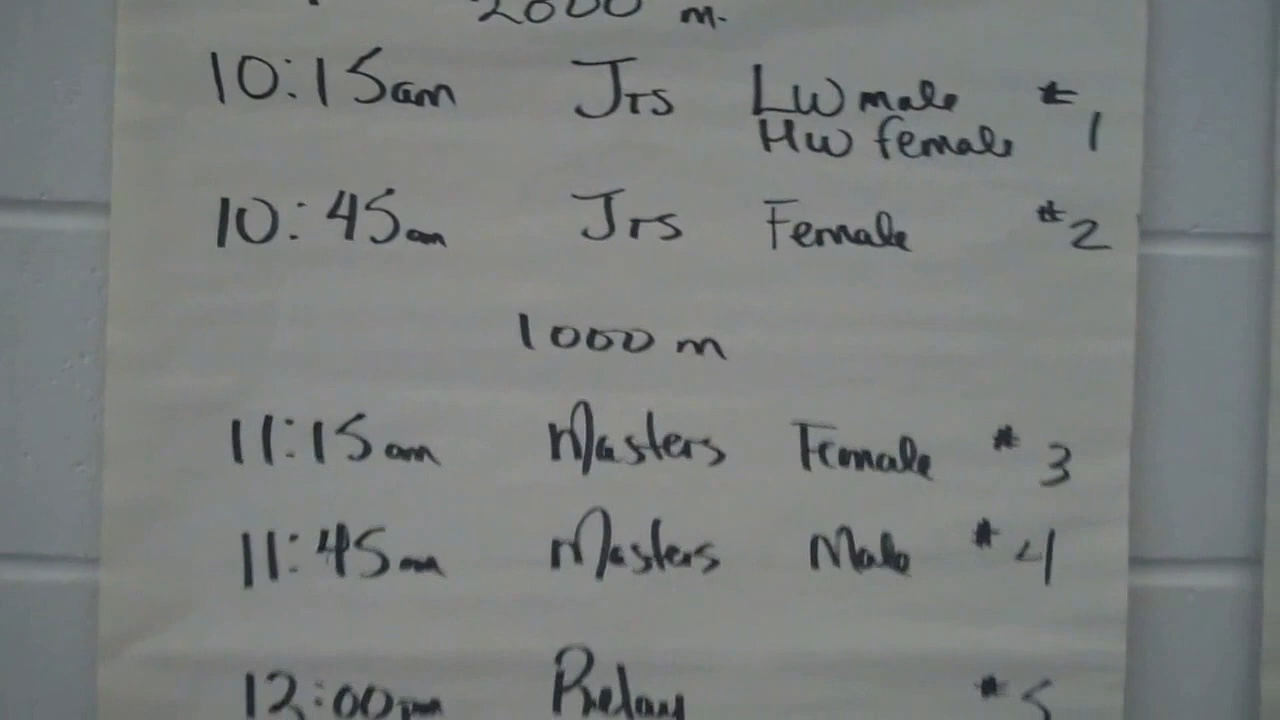 2000 m.
10:15am Jrs LW male #1
HW female
10:45am Jrs Female #2
1000 m
11:15am Masters Female #3
11:45am Masters Male #4
12:00pm Relay #5